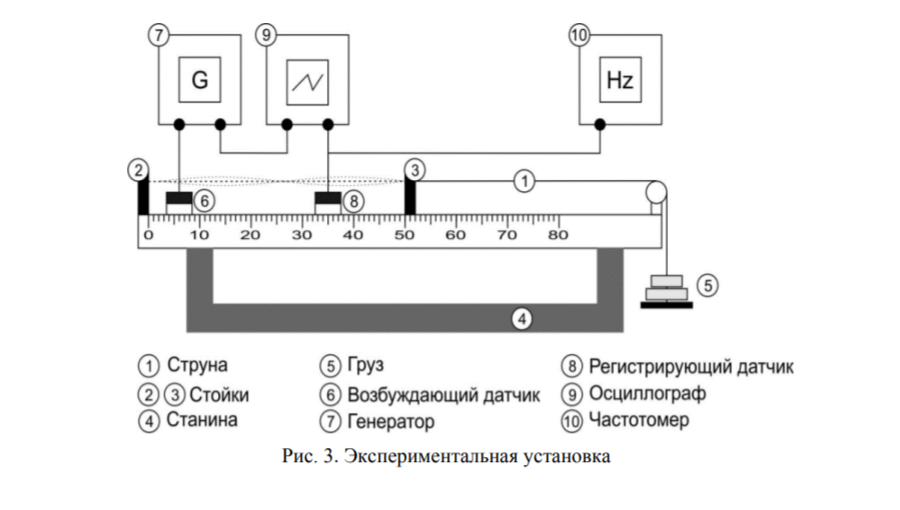 7 9 10
G Hz
2 3 1
6 8
0 10 20 30 40 50 60 70 80
5
4
1 Струна 5 Груз 8 Регистрирующий датчик
2 3 Стойки 6 Возбуждающий датчик 9 Осциллограф
4 Станина 7 Генератор 10 Частотомер
Рис. 3. Экспериментальная установка